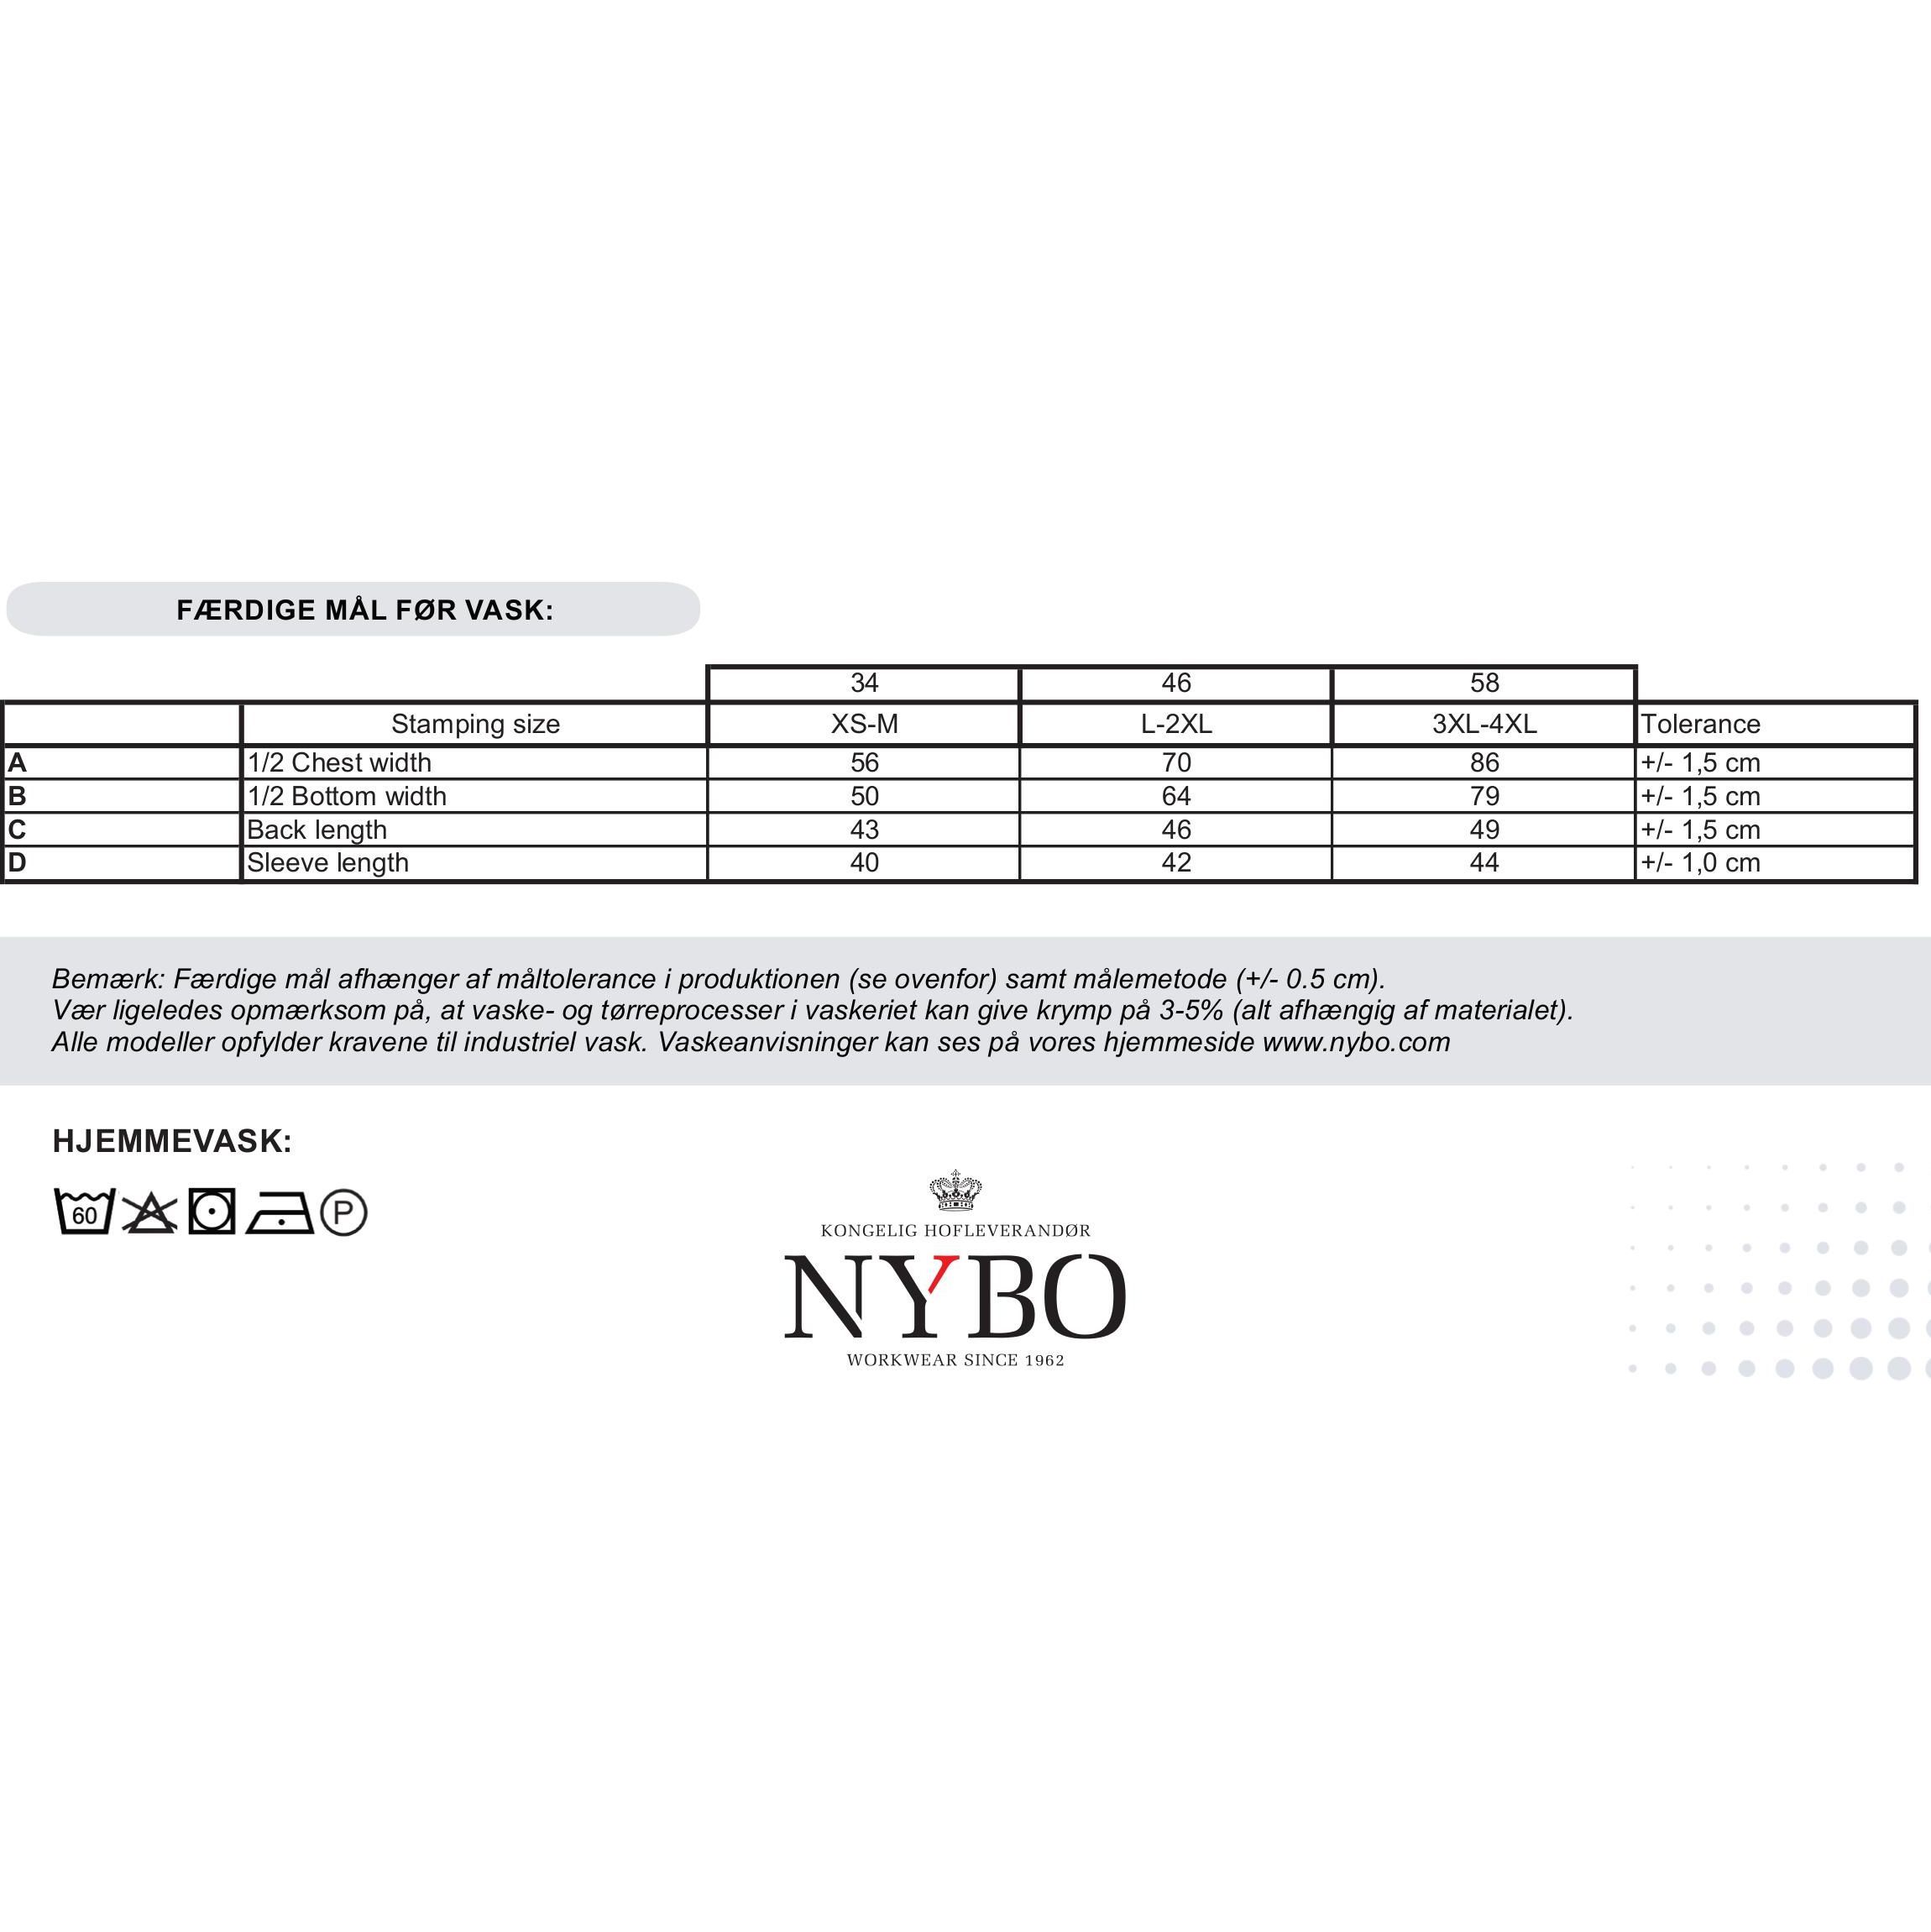 FÆRDIGE MÅL FØR VASK:
34 46 58
Stamping size XS-M L-2XL 3XL-4XL Tolerance
A 1/2 Chest width 56 70 86 +/- 1,5 cm
B 1/2 Bottom width 50 64 79 +/- 1,5 cm
C Back length 43 46 49 +/- 1,5 cm
D Sleeve length 40 42 44 +/- 1,0 cm
Bemærk: Færdige mål afhænger af måltolerance i produktionen (se ovenfor) samt målemetode (+/- 0.5 cm).
Vær ligeledes opmærksom på, at vaske- og tørreprocesser i vaskeriet kan give krymp på 3-5% (alt afhængig af materialet).
Alle modeller opfylder kravene til industriel vask. Vaskeanvisninger kan ses på vores hjemmeside www.nybo.com
HJEMMEVASK:
60 P
KONGELIG HOFLEVERANDØR
NYBO
WORKWEAR SINCE 1962